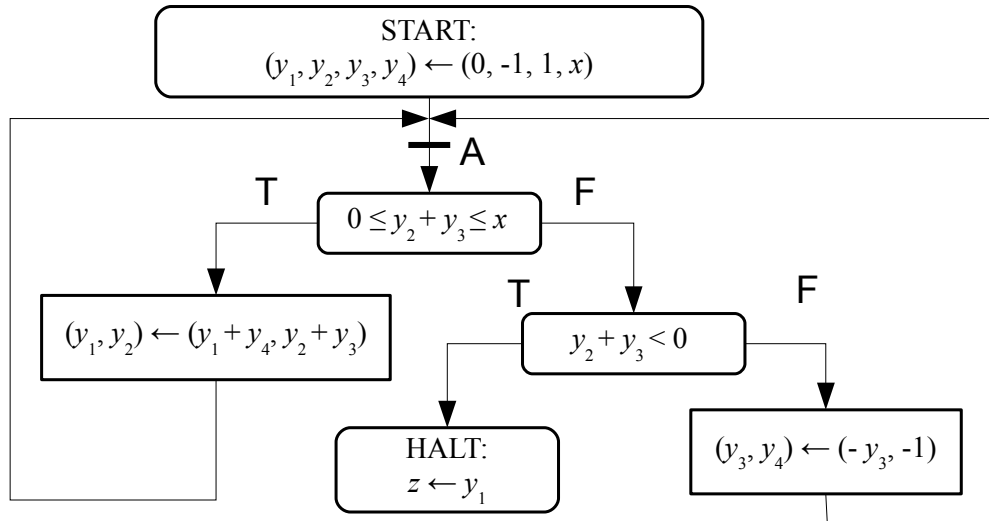 START:
(y₁, y₂, y₃, y₄) ← (0, -1, 1, x)
A
T
F
0 ≤ y₂ + y₃ ≤ x
T
F
(y₁, y₂) ← (y₁ + y₄, y₂ + y₃)
y₂ + y₃ < 0
HALT:
z ← y₁
(y₃, y₄) ← (- y₃, -1)